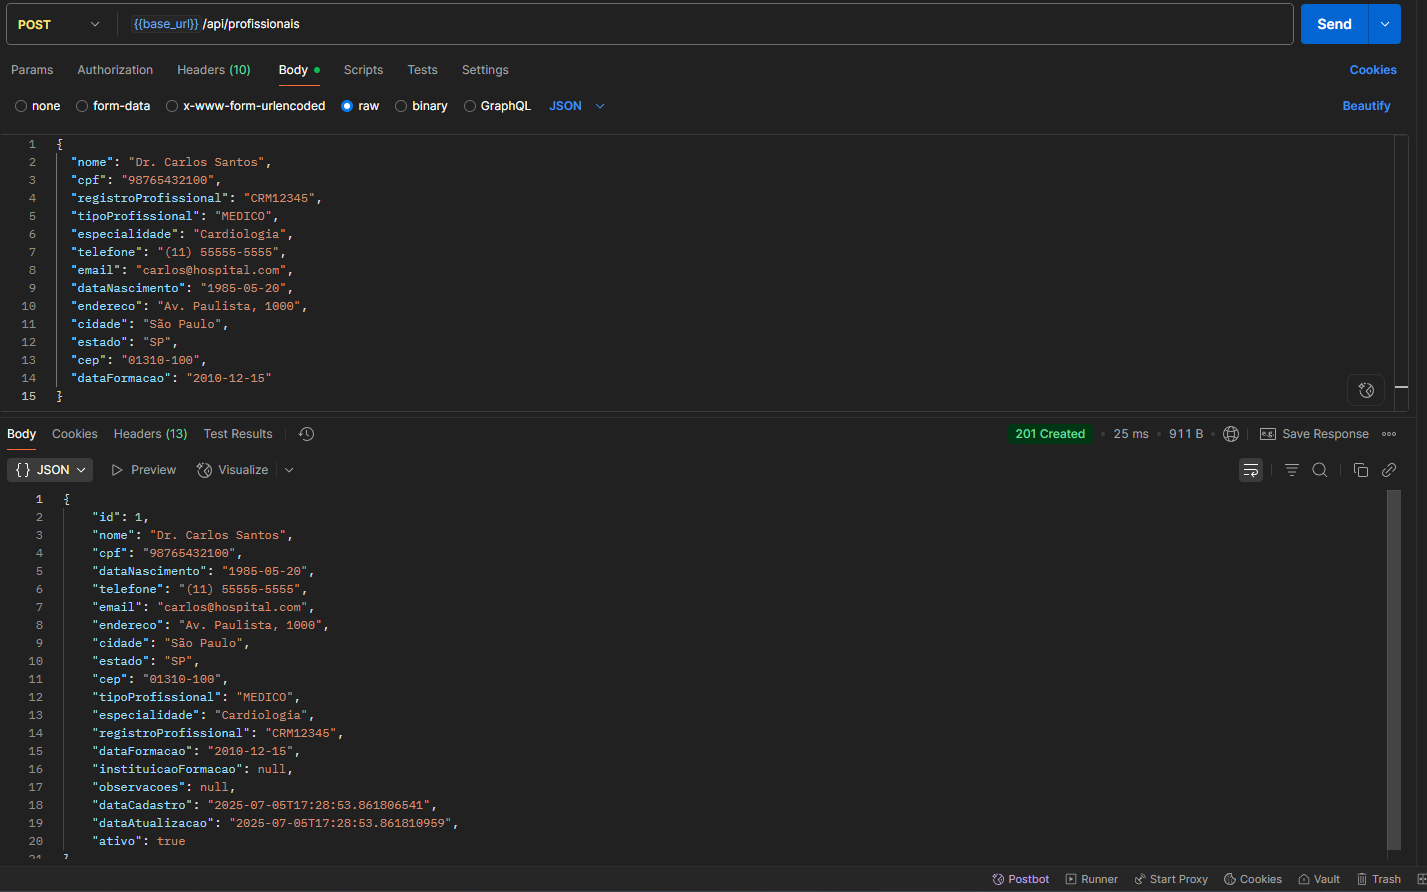 POST {{base_url}} /api/profissionais Send
Params Authorization Headers (10) Body Scripts Tests Settings Cookies
none form-data x-www-form-urlencoded raw binary GraphQL JSON Beautify
1 {
2 "nome": "Dr. Carlos Santos",
3 "cpf": "98765432100",
4 "registroProfissional": "CRM12345",
5 "tipoProfissional": "MEDICO",
6 "especialidade": "Cardiologia",
7 "telefone": "(11) 55555-5555",
8 "email": "carlos@hospital.com",
9 "dataNascimento": "1985-05-20",
10 "endereco": "Av. Paulista, 1000",
11 "cidade": "São Paulo",
12 "estado": "SP",
13 "cep": "01310-100",
14 "dataFormacao": "2010-12-15"
15 }
Body Cookies Headers (13) Test Results 201 Created • 25 ms • 911 B • e.g. Save Response
{} JSON Preview Visualize
1 {
2 "id": 1,
3 "nome": "Dr. Carlos Santos",
4 "cpf": "98765432100",
5 "dataNascimento": "1985-05-20",
6 "telefone": "(11) 55555-5555",
7 "email": "carlos@hospital.com",
8 "endereco": "Av. Paulista, 1000",
9 "cidade": "São Paulo",
10 "estado": "SP",
11 "cep": "01310-100",
12 "tipoProfissional": "MEDICO",
13 "especialidade": "Cardiologia",
14 "registroProfissional": "CRM12345",
15 "dataFormacao": "2010-12-15",
16 "instituicaoFormacao": null,
17 "observacoes": null,
18 "dataCadastro": "2025-07-05T17:28:53.861806541",
19 "dataAtualizacao": "2025-07-05T17:28:53.861810959",
20 "ativo": true
21 }
Postbot Runner Start Proxy Cookies Vault Trash